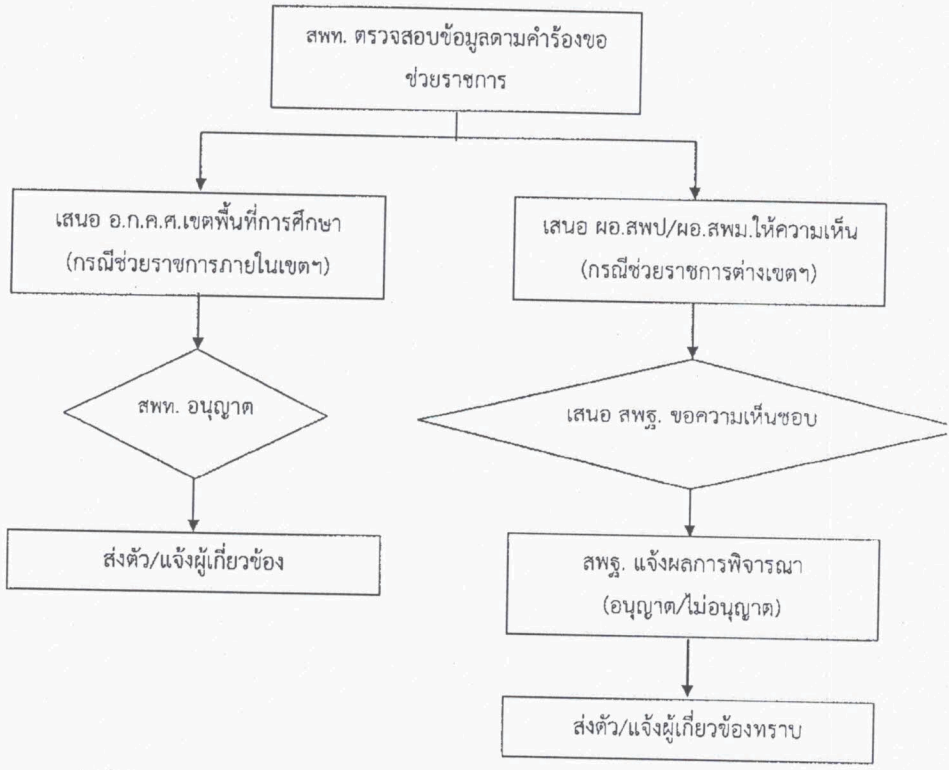 สพท. ตรวจสอบข้อมูลตามคำร้องขอ
ช่วยราชการ
เสนอ อ.ก.ค.ศ.เขตพื้นที่การศึกษา
(กรณีช่วยราชการภายในเขตฯ)
เสนอ ผอ.สพป/ผอ.สพม.ให้ความเห็น
(กรณีช่วยราชการต่างเขตฯ)
สพท. อนุญาต
เสนอ สพฐ. ขอความเห็นชอบ
ส่งตัว/แจ้งผู้เกี่ยวข้อง
สพฐ. แจ้งผลการพิจารณา
(อนุญาต/ไม่อนุญาต)
ส่งตัว/แจ้งผู้เกี่ยวข้องทราบ